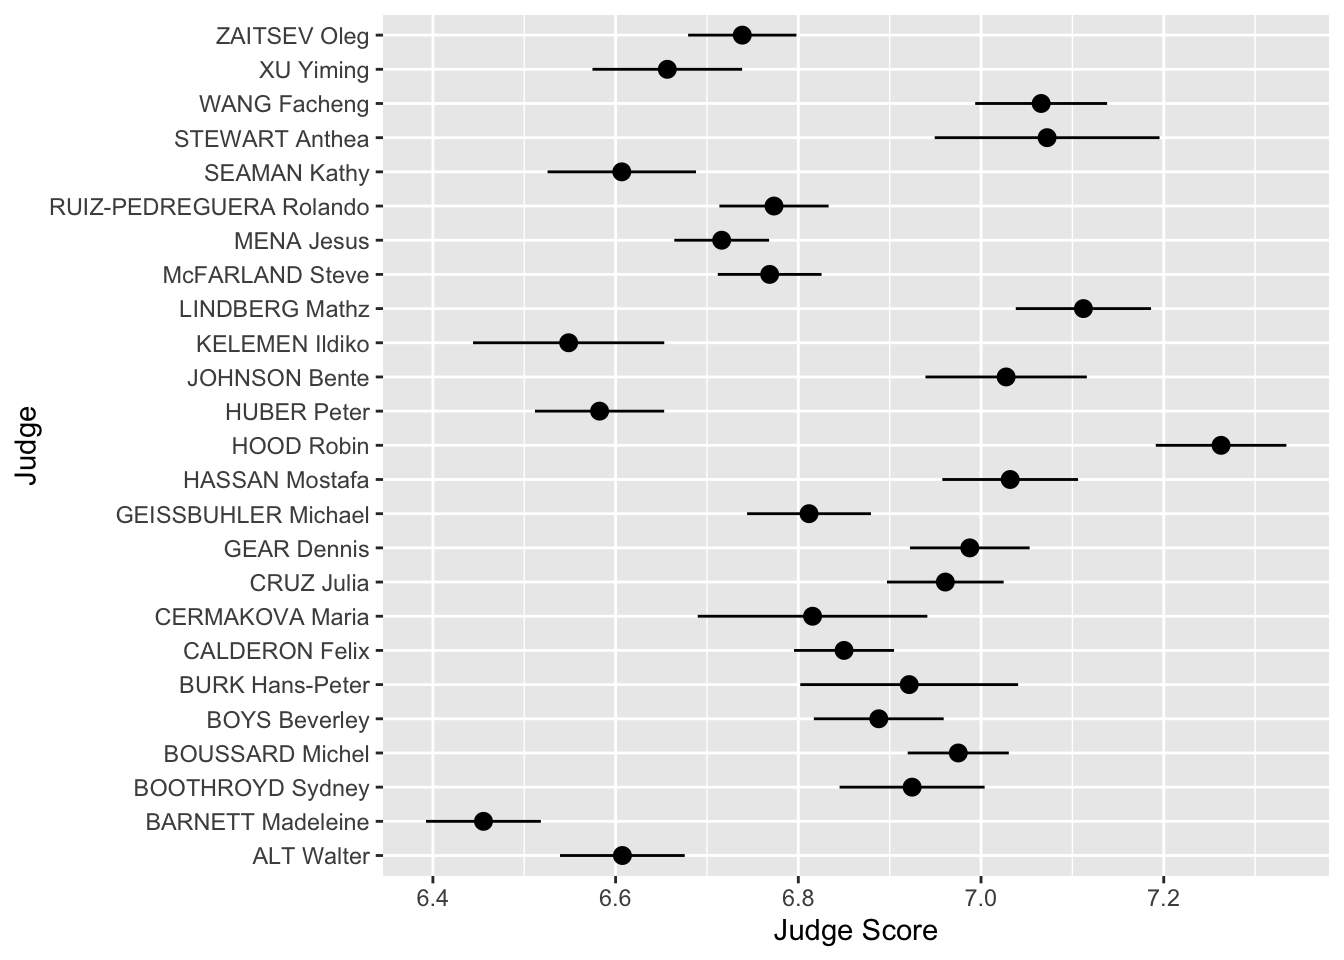 ZAITSEV Oleg
XU Yiming
WANG Facheng
STEWART Anthea
SEAMAN Kathy
RUIZ-PEDREGUERA Rolando
MENA Jesus
McFARLAND Steve
LINDBERG Mathz
KELEMEN Ildiko
JOHNSON Bente
HUBER Peter
HOOD Robin
HASSAN Mostafa
GEISSBUHLER Michael
GEAR Dennis
CRUZ Julia
CERMAKOVA Maria
CALDERON Felix
BURK Hans-Peter
BOYS Beverley
BOUSSARD Michel
BOOTHROYD Sydney
BARNETT Madeleine
ALT Walter
Judge
6.4 6.6 6.8 7.0 7.2
Judge Score